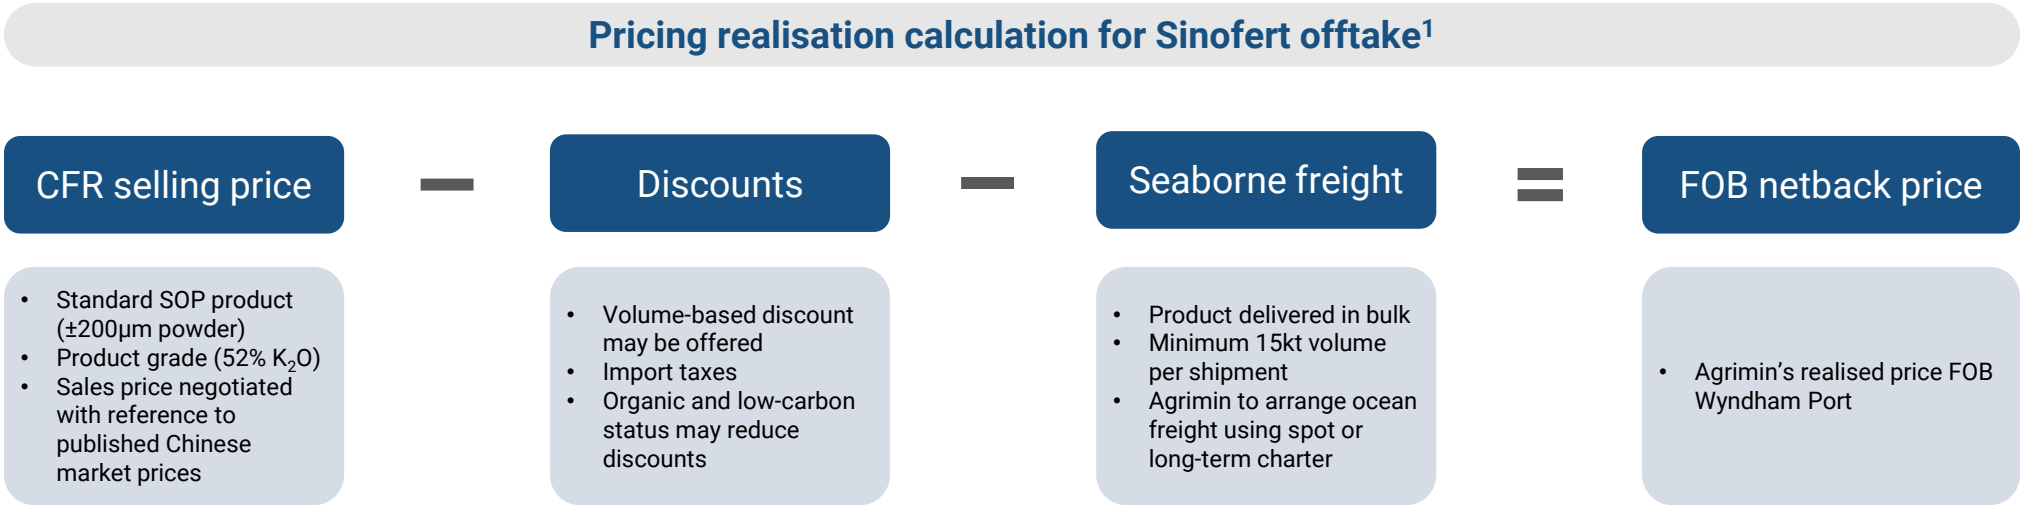 Pricing realisation calculation for Sinofert offtake¹
CFR selling price
–
Discounts
–
Seaborne freight
=
FOB netback price
• Standard SOP product
(±200µm powder)
• Product grade (52% K₂O)
• Sales price negotiated
with reference to
published Chinese
market prices
• Volume-based discount
may be offered
• Import taxes
• Organic and low-carbon
status may reduce
discounts
• Product delivered in bulk
• Minimum 15kt volume
per shipment
• Agrimin to arrange ocean
freight using spot or
long-term charter
• Agrimin’s realised price FOB
Wyndham Port